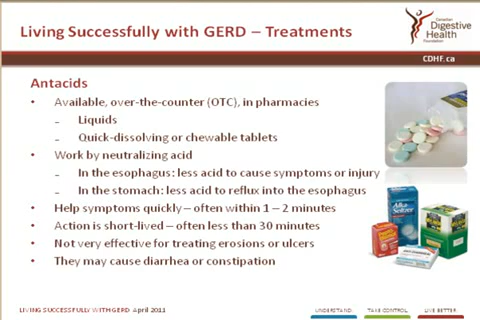 Living Successfully with GERD – Treatments
Canadian
Digestive
Health
Foundation
CDHF.ca
Antacids
• Available, over-the-counter (OTC), in pharmacies
– Liquids
– Quick-dissolving or chewable tablets
• Work by neutralizing acid
– In the esophagus: less acid to cause symptoms or injury
– In the stomach: less acid to reflux into the esophagus
• Help symptoms quickly – often within 1 – 2 minutes
• Action is short-lived – often less than 30 minutes
• Not very effective for treating erosions or ulcers
• They may cause diarrhea or constipation
Alka-
Seltzer
LIVING SUCCESSFULLY WITH GERD April 2011
UNDERSTAND. TAKE CONTROL. LIVE BETTER.